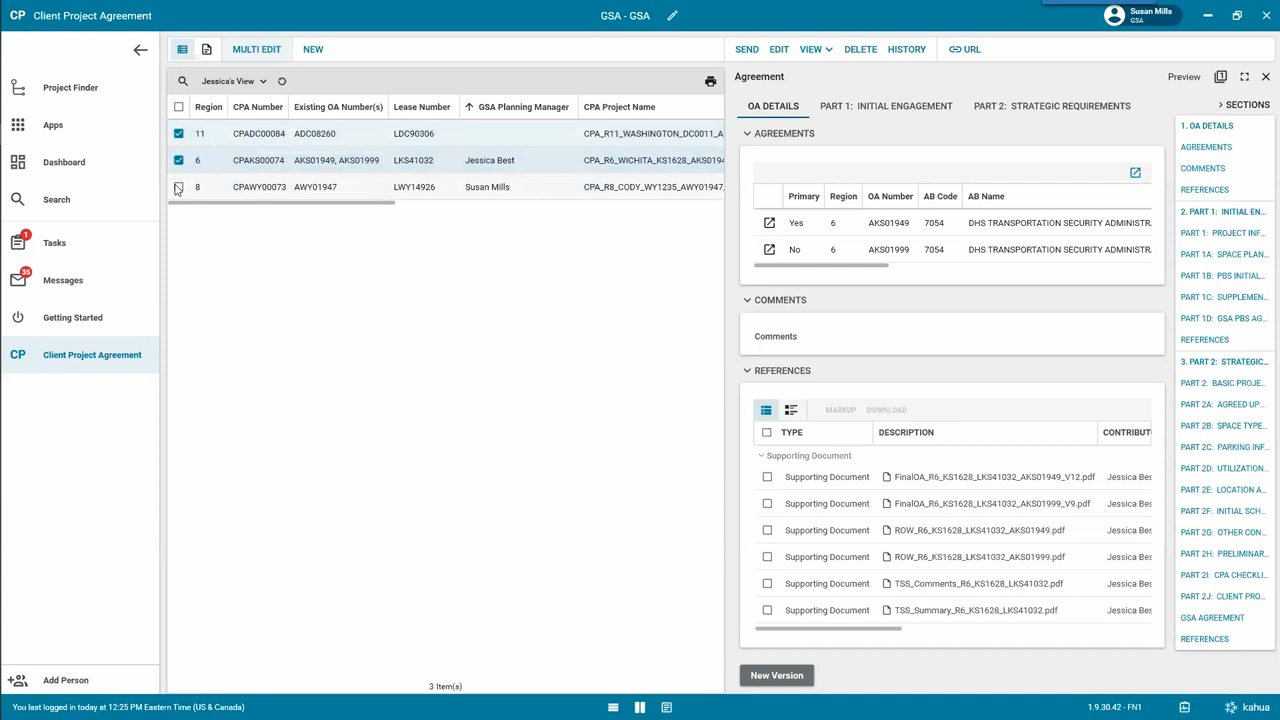 CP Client Project Agreement
GSA - GSA
Susan Mills
GSA
Project Finder
Apps
Dashboard
Search
1
Tasks
35
Messages
Getting Started
CP Client Project Agreement
Add Person
MULTI EDIT NEW
Jessica's View
Region CPA Number Existing OA Number(s) Lease Number GSA Planning Manager CPA Project Name
11 CPADC00084 ADC08260 LDC90306 CPA_R11_WASHINGTON_DC0011_A
6 CPAKS00074 AKS01949, AKS01999 LKS41032 Jessica Best CPA_R6_WICHITA_KS1628_AKS0194
8 CPAWY00073 AWY01947 LWY14926 Susan Mills CPA_R8_CODY_WY1235_AWY01947,
3 Item(s)
SEND EDIT VIEW DELETE HISTORY URL
Agreement
Preview 1
OA DETAILS PART 1: INITIAL ENGAGEMENT PART 2: STRATEGIC REQUIREMENTS
AGREEMENTS
Primary Region OA Number AB Code AB Name
Yes 6 AKS01949 7054 DHS TRANSPORTATION SECURITY ADMINISTR.
No 6 AKS01999 7054 DHS TRANSPORTATION SECURITY ADMINISTR.
COMMENTS
Comments
REFERENCES
MARKUP DOWNLOAD
TYPE DESCRIPTION CONTRIBUT
Supporting Document
Supporting Document FinalOA_R6_KS1628_LKS41032_AKS01949_V12.pdf Jessica Bes
Supporting Document FinalOA_R6_KS1628_LKS41032_AKS01999_V9.pdf Jessica Bes
Supporting Document ROW_R6_KS1628_LKS41032_AKS01949.pdf Jessica Bes
Supporting Document ROW_R6_KS1628_LKS41032_AKS01999.pdf Jessica Bes
Supporting Document TSS_Comments_R6_KS1628_LKS41032.pdf Jessica Bes
Supporting Document TSS_Summary_R6_KS1628_LKS41032.pdf Jessica Bes
New Version
SECTIONS
1. OA DETAILS
AGREEMENTS
COMMENTS
REFERENCES
2. PART 1: INITIAL EN...
PART 1: PROJECT INF...
PART 1A: SPACE PLAN...
PART 1B: PBS INITIAL...
PART 1C: SUPPLEMEN...
PART 1D: GSA PBS AG...
REFERENCES
3. PART 2: STRATEGIC...
PART 2: BASIC PROJE...
PART 2A: AGREED UP...
PART 2B: SPACE TYPE...
PART 2C: PARKING INF...
PART 2D: UTILIZATION...
PART 2E: LOCATION A...
PART 2F: INITIAL SCH...
PART 2G: OTHER CON...
PART 2H: PRELIMINAR...
PART 2I: CPA CHECKLI...
PART 2J: CLIENT PRO...
GSA AGREEMENT
REFERENCES
You last logged in today at 12:25 PM Eastern Time (US & Canada)
1.9.30.42 - FN1
kahua